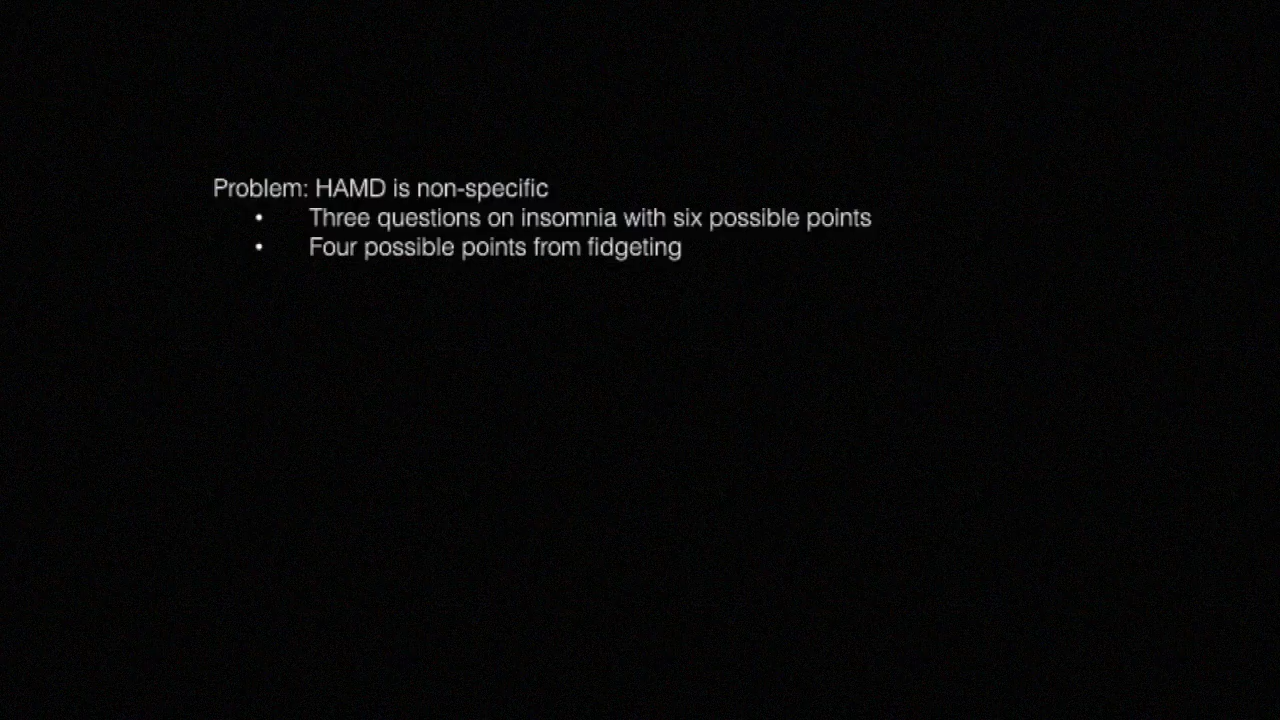 Problem: HAMD is non-specific
• Three questions on insomnia with six possible points
• Four possible points from fidgeting